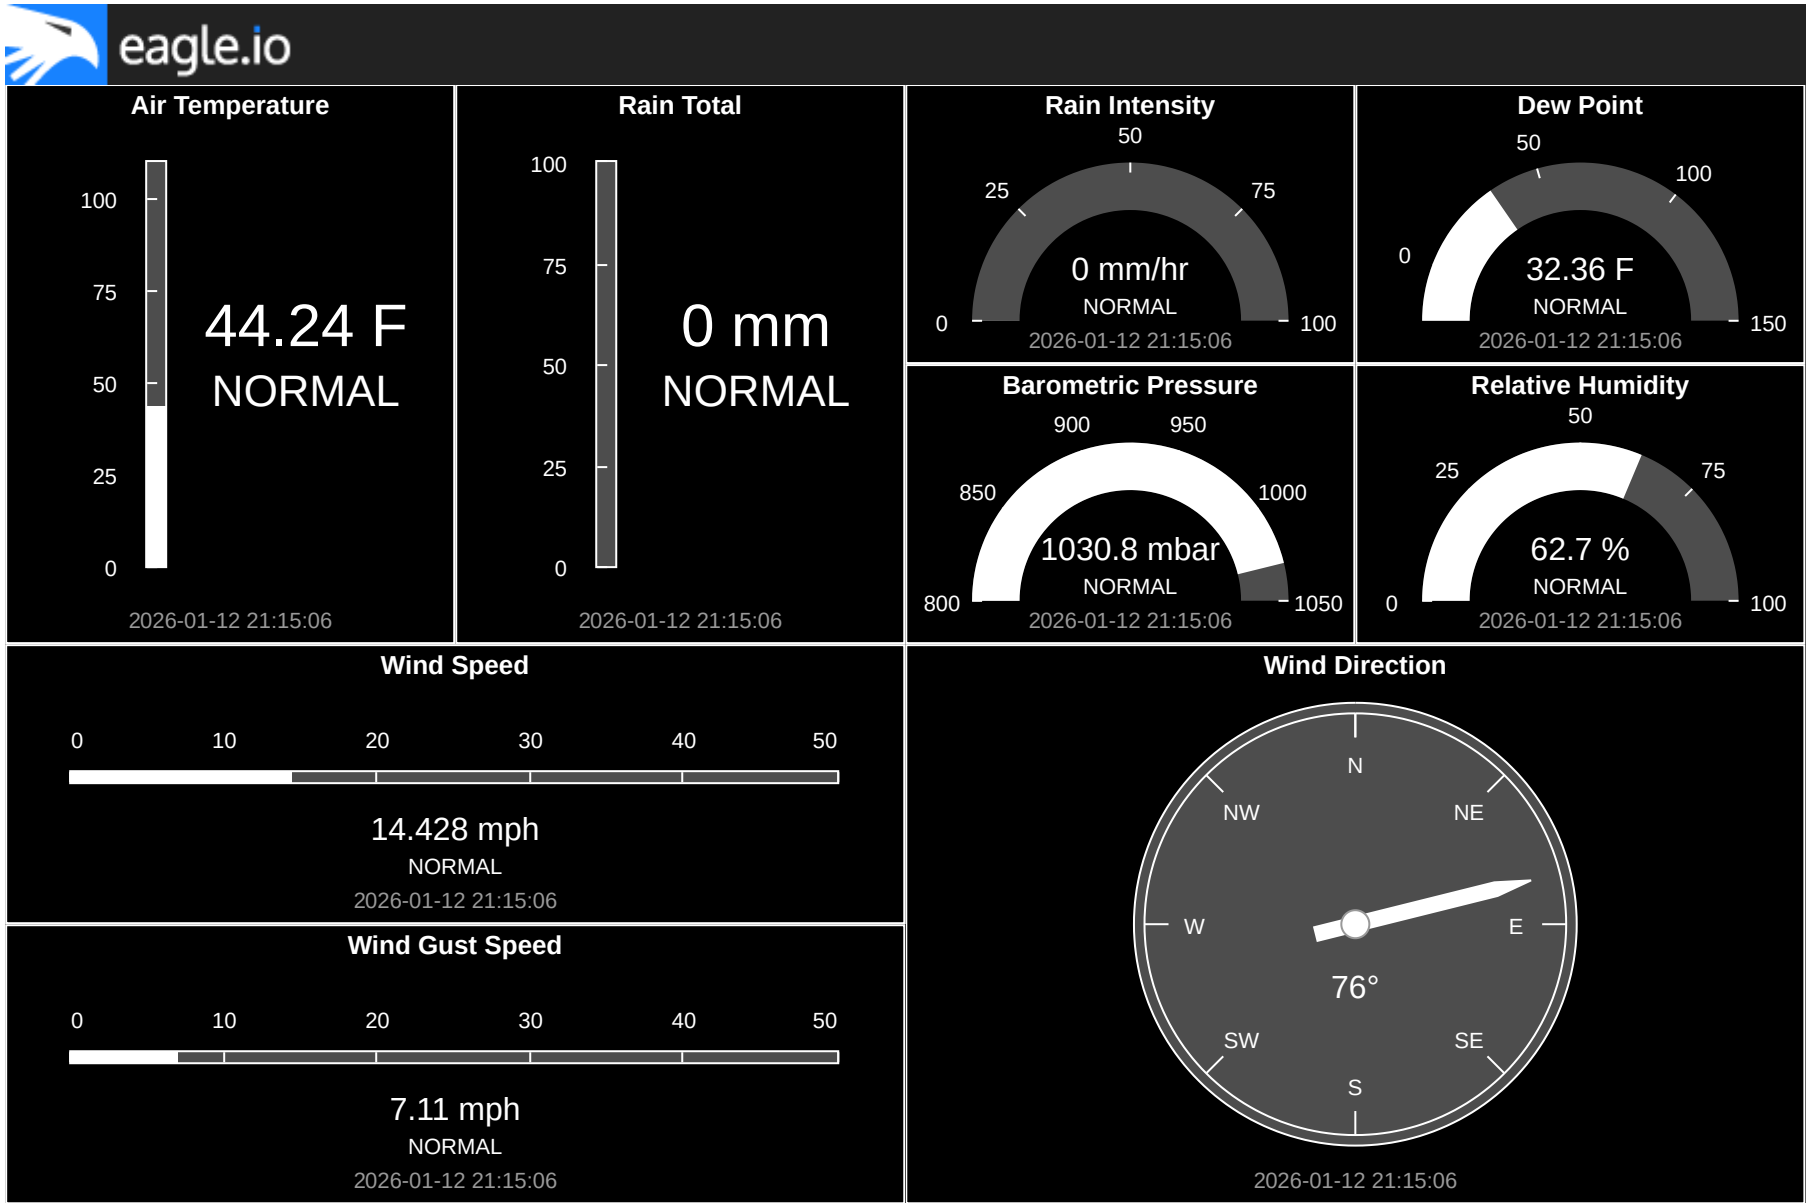 eagle.io
Air Temperature
100
75
50
25
0
44.24 F
NORMAL
2026-01-12 21:15:06
Rain Total
100
75
50
25
0
0 mm
NORMAL
2026-01-12 21:15:06
Rain Intensity
0
25
50
75
100
0 mm/hr
NORMAL
2026-01-12 21:15:06
Dew Point
0
50
100
150
32.36 F
NORMAL
2026-01-12 21:15:06
Barometric Pressure
800
850
900
950
1000
1050
1030.8 mbar
NORMAL
2026-01-12 21:15:06
Relative Humidity
0
25
50
75
100
62.7 %
NORMAL
2026-01-12 21:15:06
Wind Speed
0 10 20 30 40 50
14.428 mph
NORMAL
2026-01-12 21:15:06
Wind Gust Speed
0 10 20 30 40 50
7.11 mph
NORMAL
2026-01-12 21:15:06
Wind Direction
N
NW NE
W E
76°
SW SE
S
2026-01-12 21:15:06